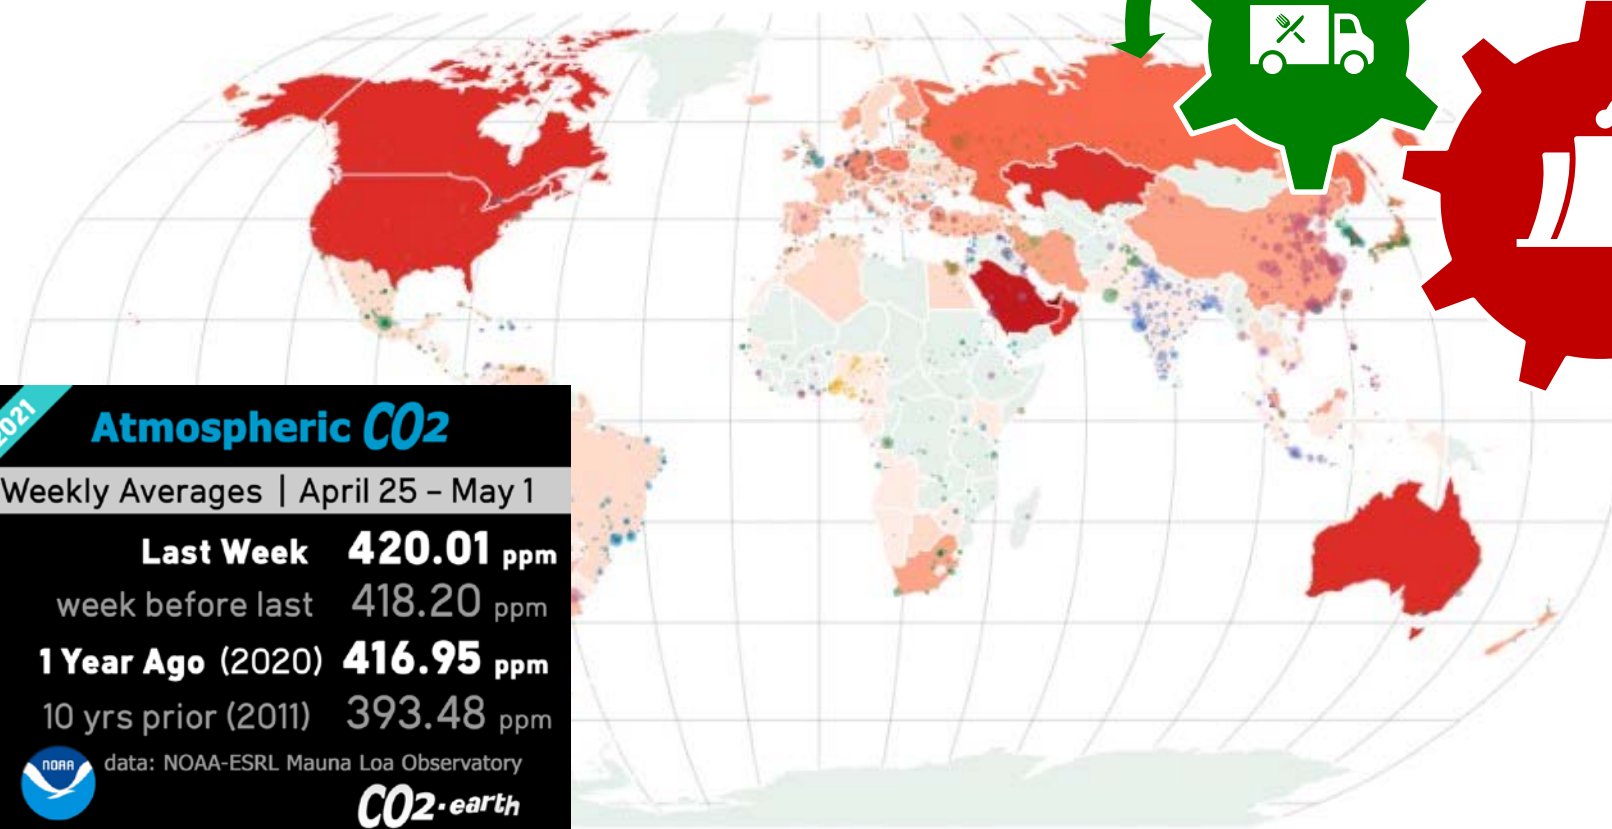 2021
Atmospheric CO2
Weekly Averages | April 25 – May 1
Last Week 420.01 ppm
week before last 418.20 ppm
1 Year Ago (2020) 416.95 ppm
10 yrs prior (2011) 393.48 ppm
NOAA
data: NOAA-ESRL Mauna Loa Observatory
CO2·earth